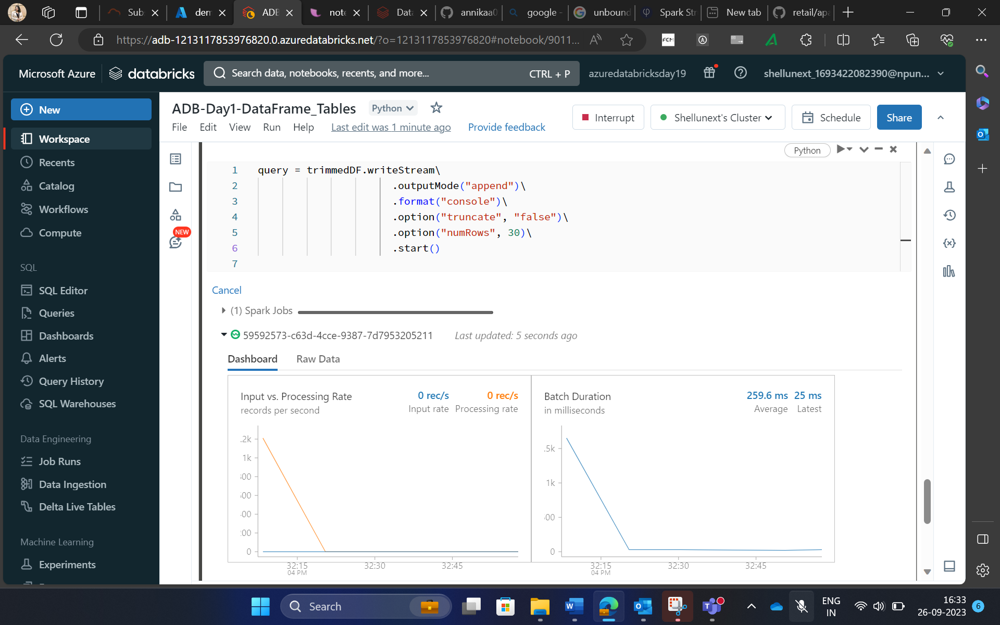 Sub
den
ADB
note
Data
annikaa0
google -
unbound
Spark Str
New tab
retail/apa
https://adb-1213117853976820.0.azuredatabricks.net/?o=1213117853976820#notebook/9011...
Microsoft Azure
databricks
Search data, notebooks, recents, and more...
CTRL + P
azuredatabricksday19
shellunext_1693422082390@npun...
New
Workspace
Recents
Catalog
Workflows
Compute
SQL
SQL Editor
Queries
Dashboards
Alerts
Query History
SQL Warehouses
Data Engineering
Job Runs
Data Ingestion
Delta Live Tables
Machine Learning
Experiments
ADB-Day1-DataFrame_Tables
Python
File Edit View Run Help Last edit was 1 minute ago Provide feedback
Interrupt
Shellunext's Cluster
Schedule
Share
NEW
Python
1 query = trimmedDF.writeStream\
2 .outputMode("append")\
3 .format("console")\
4 .option("truncate", "false")\
5 .option("numRows", 30)\
6 .start()
7
Cancel
(1) Spark Jobs
59592573-c63d-4cce-9387-7d7953205211 Last updated: 5 seconds ago
Dashboard Raw Data
Input vs. Processing Rate
records per second
0 rec/s
Input rate
0 rec/s
Processing rate
.2k
1k
00
00
00
00
0
32:15
04 PM
32:30
32:45
Batch Duration
in milliseconds
259.6 ms
Average
25 ms
Latest
.5k
1k
00
0
32:15
04 PM
32:30
32:45
Search
ENG
IN
16:33
26-09-2023
6